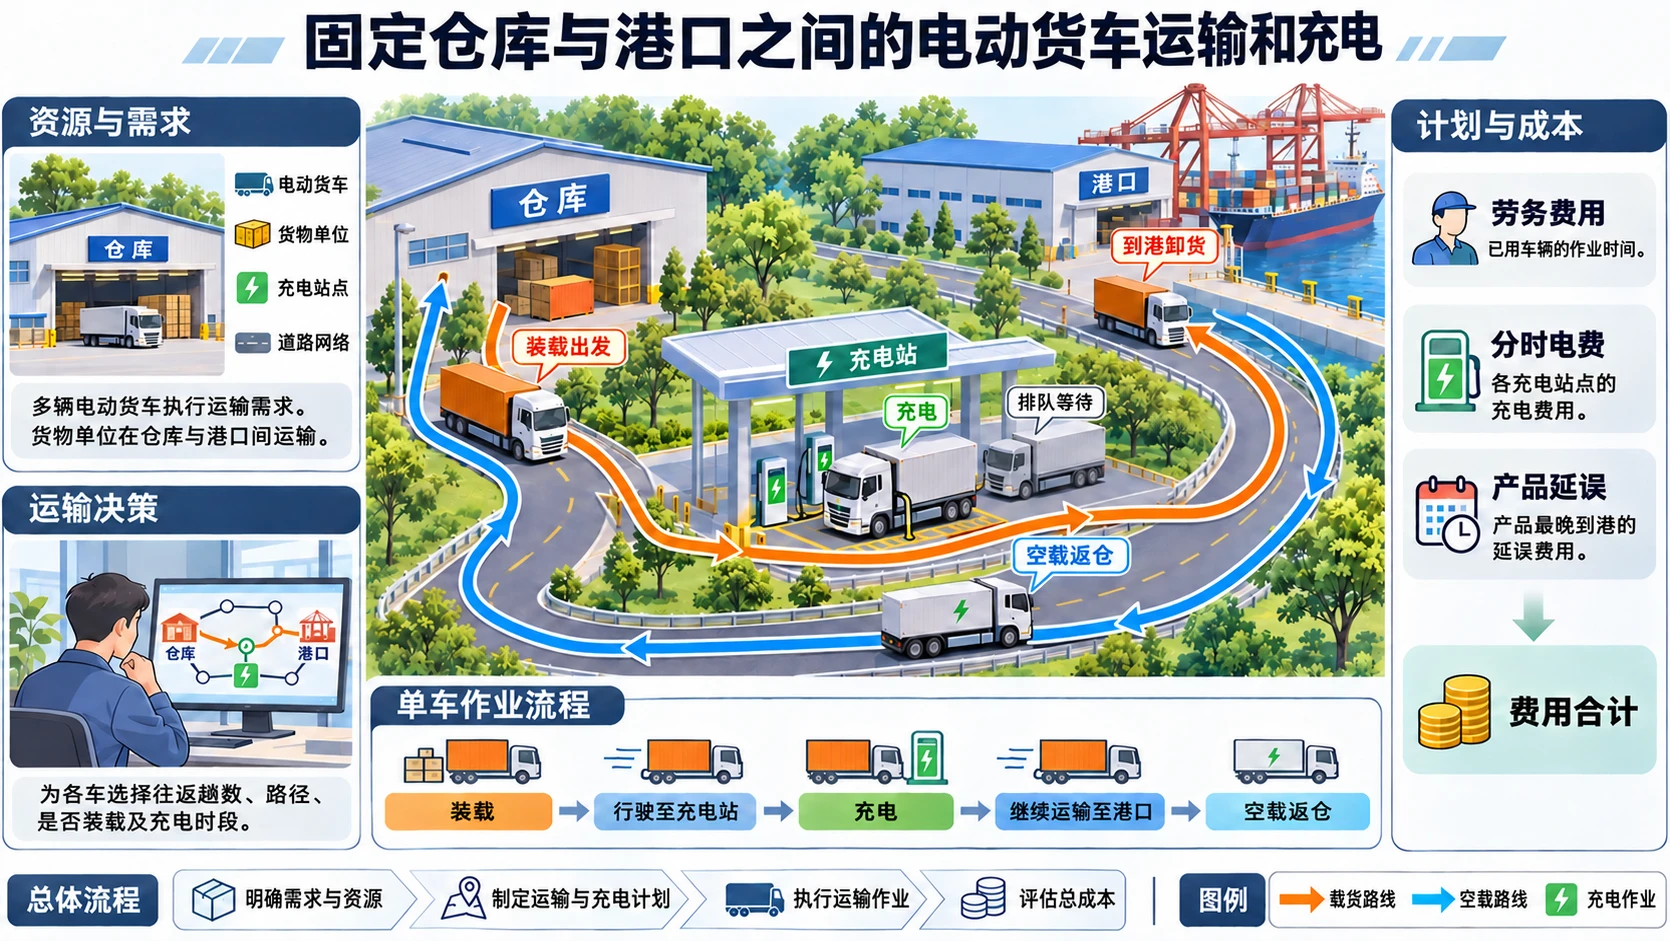 固定仓库与港口之间的电动货车运输和充电
资源与需求
仓库
电动货车
货物单位
充电站点
道路网络
多辆电动货车执行运输需求。
货物单位在仓库与港口间运输。
运输决策
仓库
港口
为各车选择往返趟数、路径、
是否装载及充电时段。
仓库
港口
到港卸货
装载出发
充电站
充电
排队等待
空载返仓
单车作业流程
装载
行驶至充电站
充电
继续运输至港口
空载返仓
计划与成本
劳务费用
已用车辆的作业时间。
分时电费
各充电站点的
充电费用。
产品延误
产品最晚到港的
延误费用。
费用合计
总体流程
明确需求与资源
制定运输与充电计划
执行运输作业
评估总成本
图例
载货路线
空载路线
充电作业